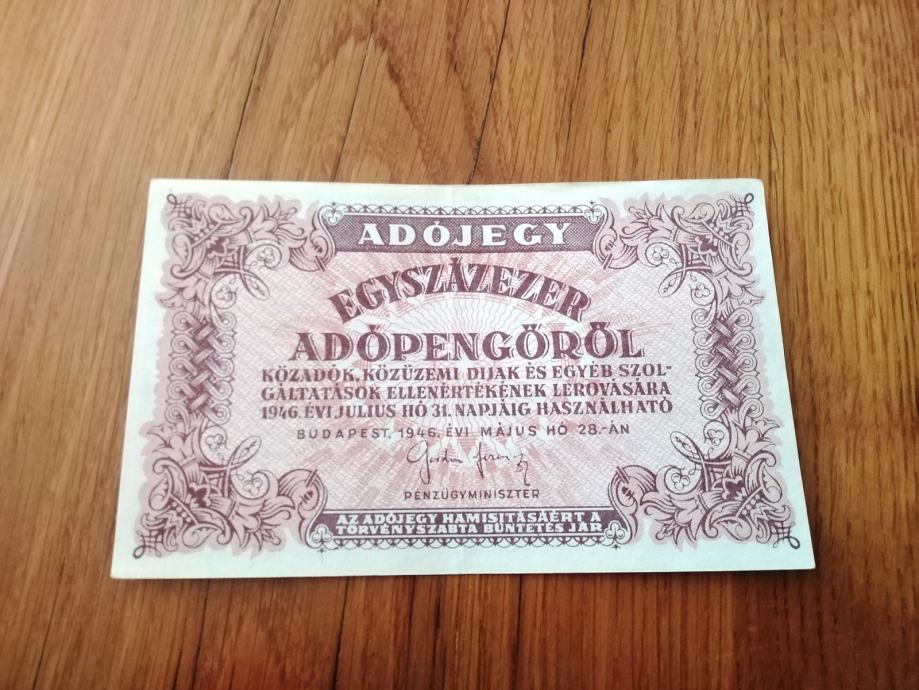 ADÓJEGY
EGYSZÁZEZER
ADÓPENGŐRŐL
KÖZADÓK, KÖZÜZEMI DIJAK ÉS EGYÉB SZOL-
GÁLTATÁSOK ELLENÉRTÉKÉNEK LEROVÁSÁRA
1946. ÉVI JULIUS HÓ 31. NAPJÁIG HASZNÁLHATÓ
BUDAPEST, 1946. ÉVI MÁJUS HÓ 28.-ÁN
PÉNZÜGYMINISZTER
AZ ADÓJEGY HAMISITÁSÁÉRT A
TÖRVÉNYSZABTA BÜNTETÉS JÁR